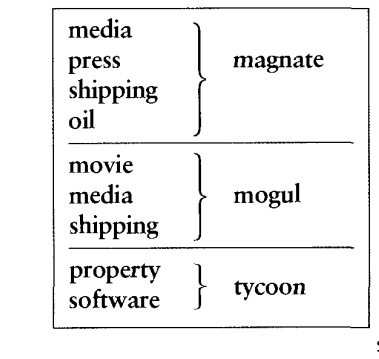 media
press
magnate
shipping
oil
movie
media
mogul
shipping
property
tycoon
software